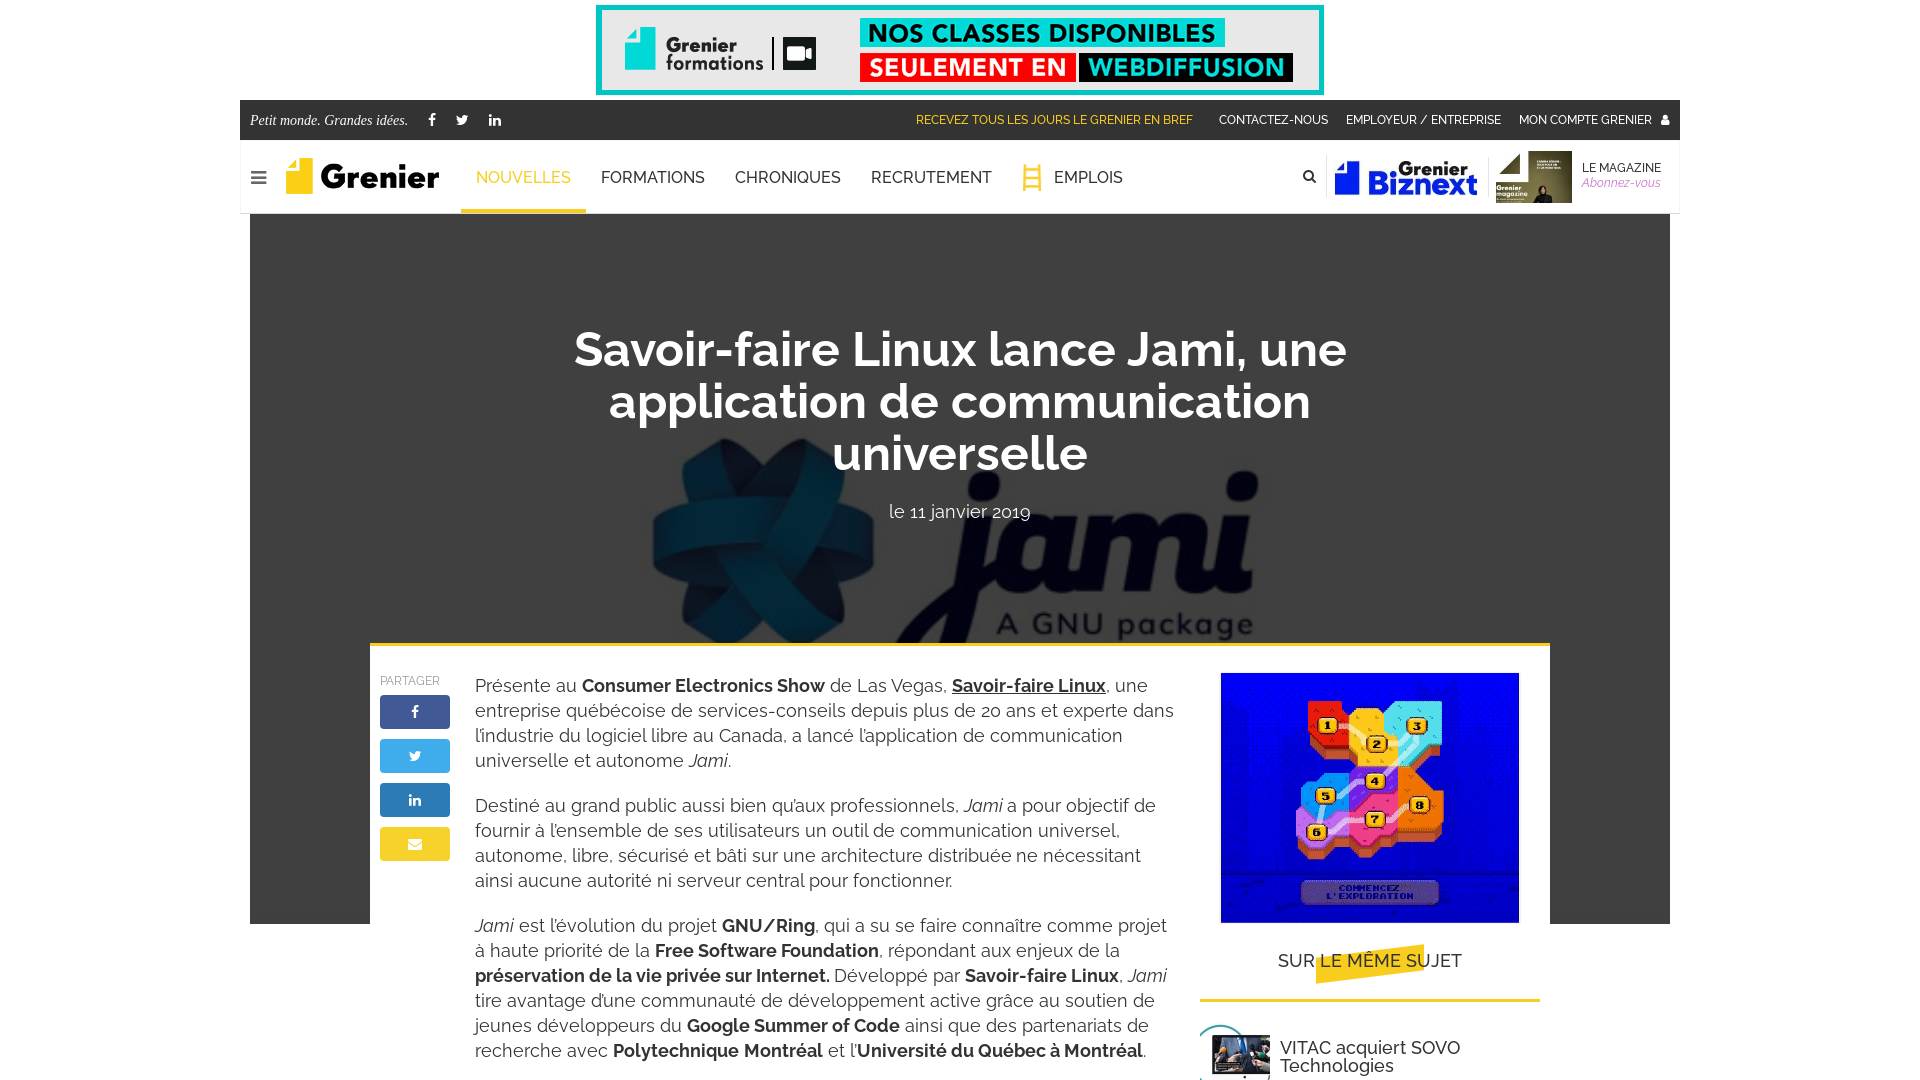 Grenier
formations
NOS CLASSES DISPONIBLES
SEULEMENT EN WEBDIFFUSION
Petit monde. Grandes idées.
RECEVEZ TOUS LES JOURS LE GRENIER EN BREF
CONTACTEZ-NOUS
EMPLOYEUR / ENTREPRISE
MON COMPTE GRENIER
Grenier
NOUVELLES
FORMATIONS
CHRONIQUES
RECRUTEMENT
EMPLOIS
Grenier
Biznext
Grenier
magazine
LE MAGAZINE
Abonnez-vous
Savoir-faire Linux lance Jami, une
application de communication
universelle
le 11 janvier 2019
jami
A GNU package
PARTAGER
Présente au Consumer Electronics Show de Las Vegas, Savoir-faire Linux, une
entreprise québécoise de services-conseils depuis plus de 20 ans et experte dans
l’industrie du logiciel libre au Canada, a lancé l’application de communication
universelle et autonome Jami.
Destiné au grand public aussi bien qu’aux professionnels, Jami a pour objectif de
fournir à l’ensemble de ses utilisateurs un outil de communication universel,
autonome, libre, sécurisé et bâti sur une architecture distribuée ne nécessitant
ainsi aucune autorité ni serveur central pour fonctionner.
Jami est l’évolution du projet GNU/Ring, qui a su se faire connaître comme projet
à haute priorité de la Free Software Foundation, répondant aux enjeux de la
préservation de la vie privée sur Internet. Développé par Savoir-faire Linux, Jami
tire avantage d’une communauté de développement active grâce au soutien de
jeunes développeurs du Google Summer of Code ainsi que des partenariats de
recherche avec Polytechnique Montréal et l’Université du Québec à Montréal.
1
2
3
4
5
6
7
8
COMMENCEZ
L'EXPLORATION
SUR LE MÊME SUJET
VITAC acquiert SOVO
Technologies